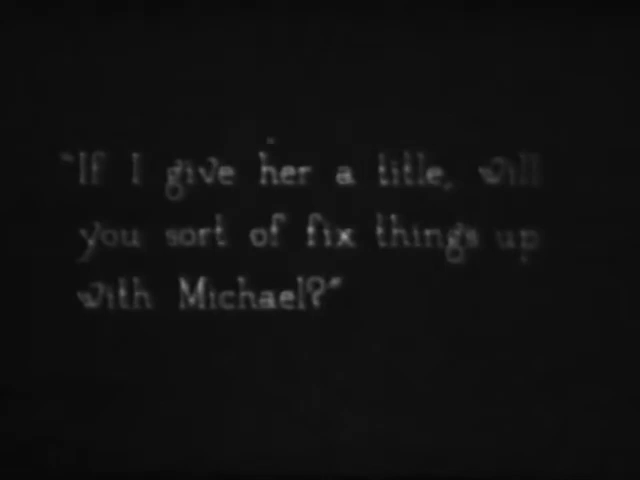 "If I give her a title, will
you sort of fix things up
with Michael?"